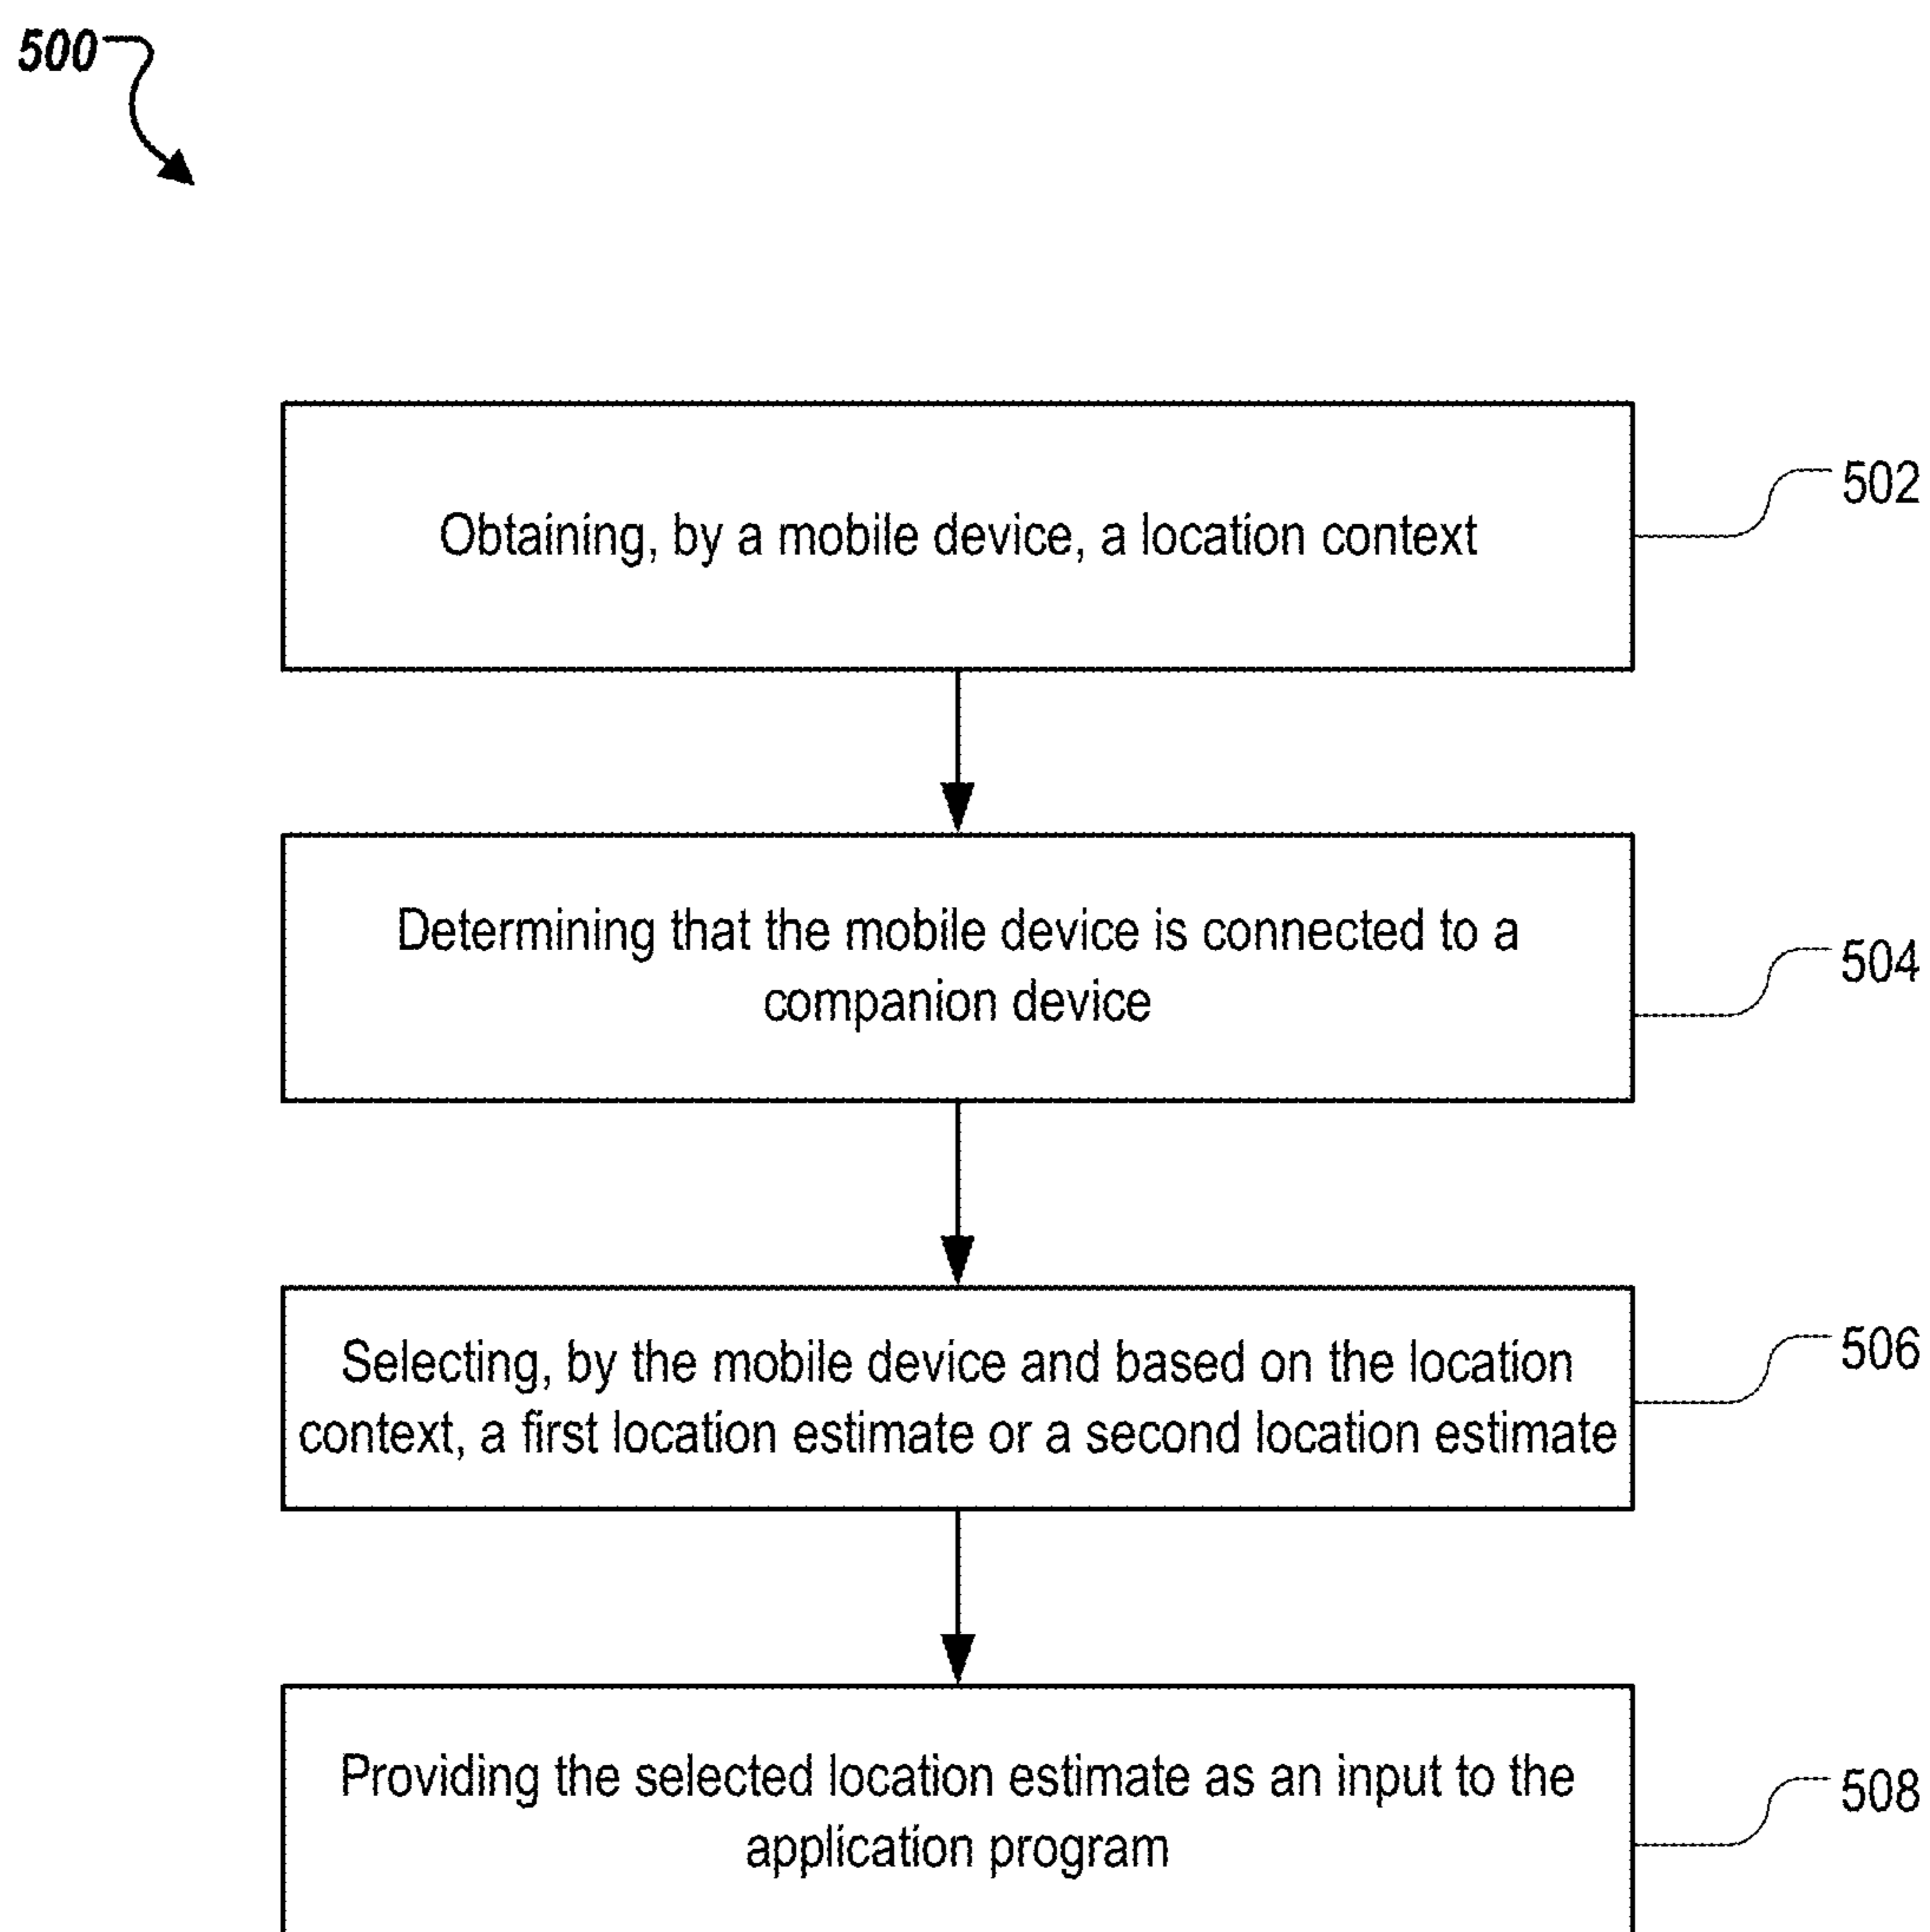 500
Obtaining, by a mobile device, a location context
502
Determining that the mobile device is connected to a
companion device
504
Selecting, by the mobile device and based on the location
context, a first location estimate or a second location estimate
506
Providing the selected location estimate as an input to the
application program
508